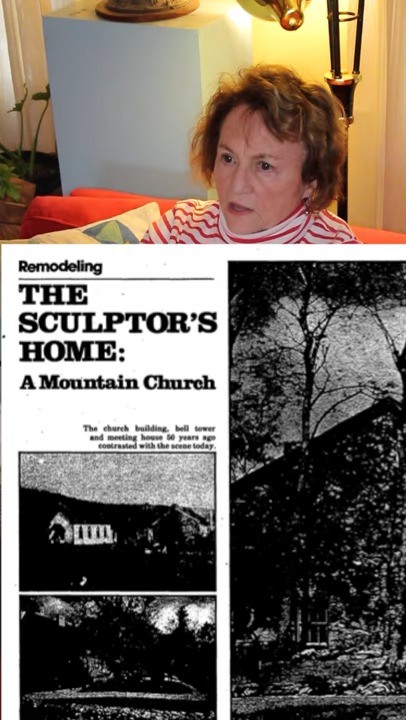 Remodeling
THE
SCULPTOR'S
HOME:
A Mountain Church
The church building, bell tower
and meeting house 50 years ago
contrasted with the scene today.